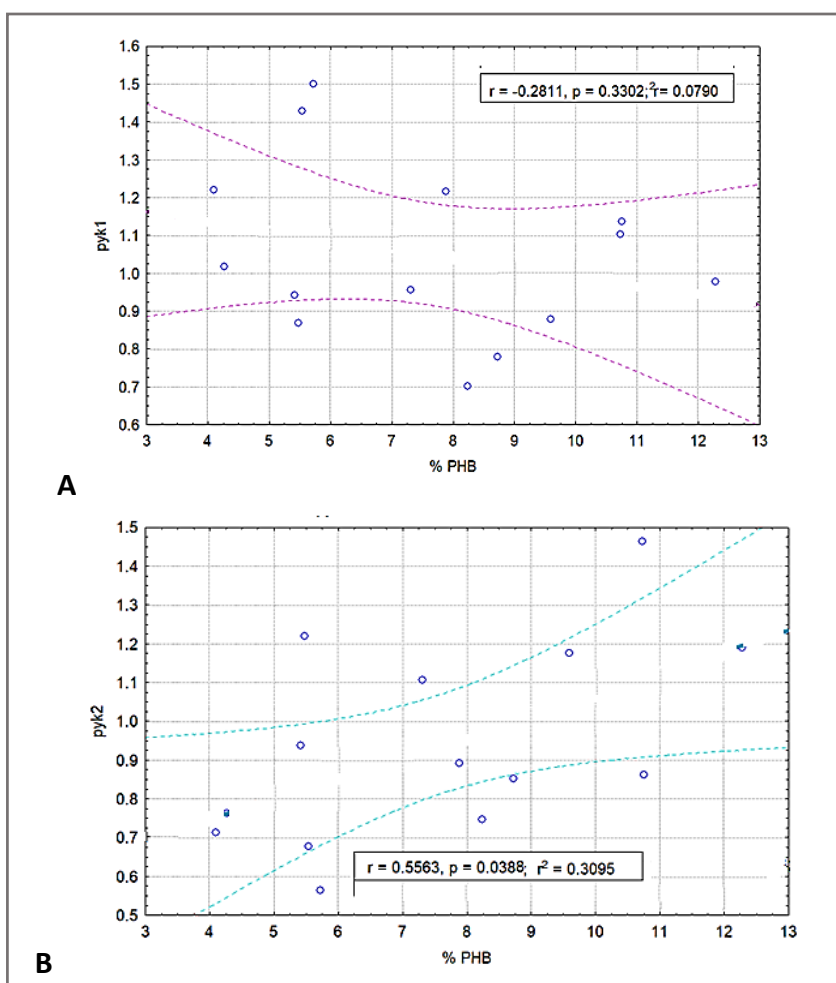 1.6
1.5
1.4
1.3
1.2
1.1
1.0
0.9
0.8
0.7
0.6
pyk1
r = -0.2811, p = 0.3302; ²r= 0.0790
3 4 5 6 7 8 9 10 11 12 13
% PHB
A
1.5
1.4
1.3
1.2
1.1
1.0
0.9
0.8
0.7
0.6
0.5
pyk2
r = 0.5563, p = 0.0388; r² = 0.3095
3 4 5 6 7 8 9 10 11 12 13
% PHB
B